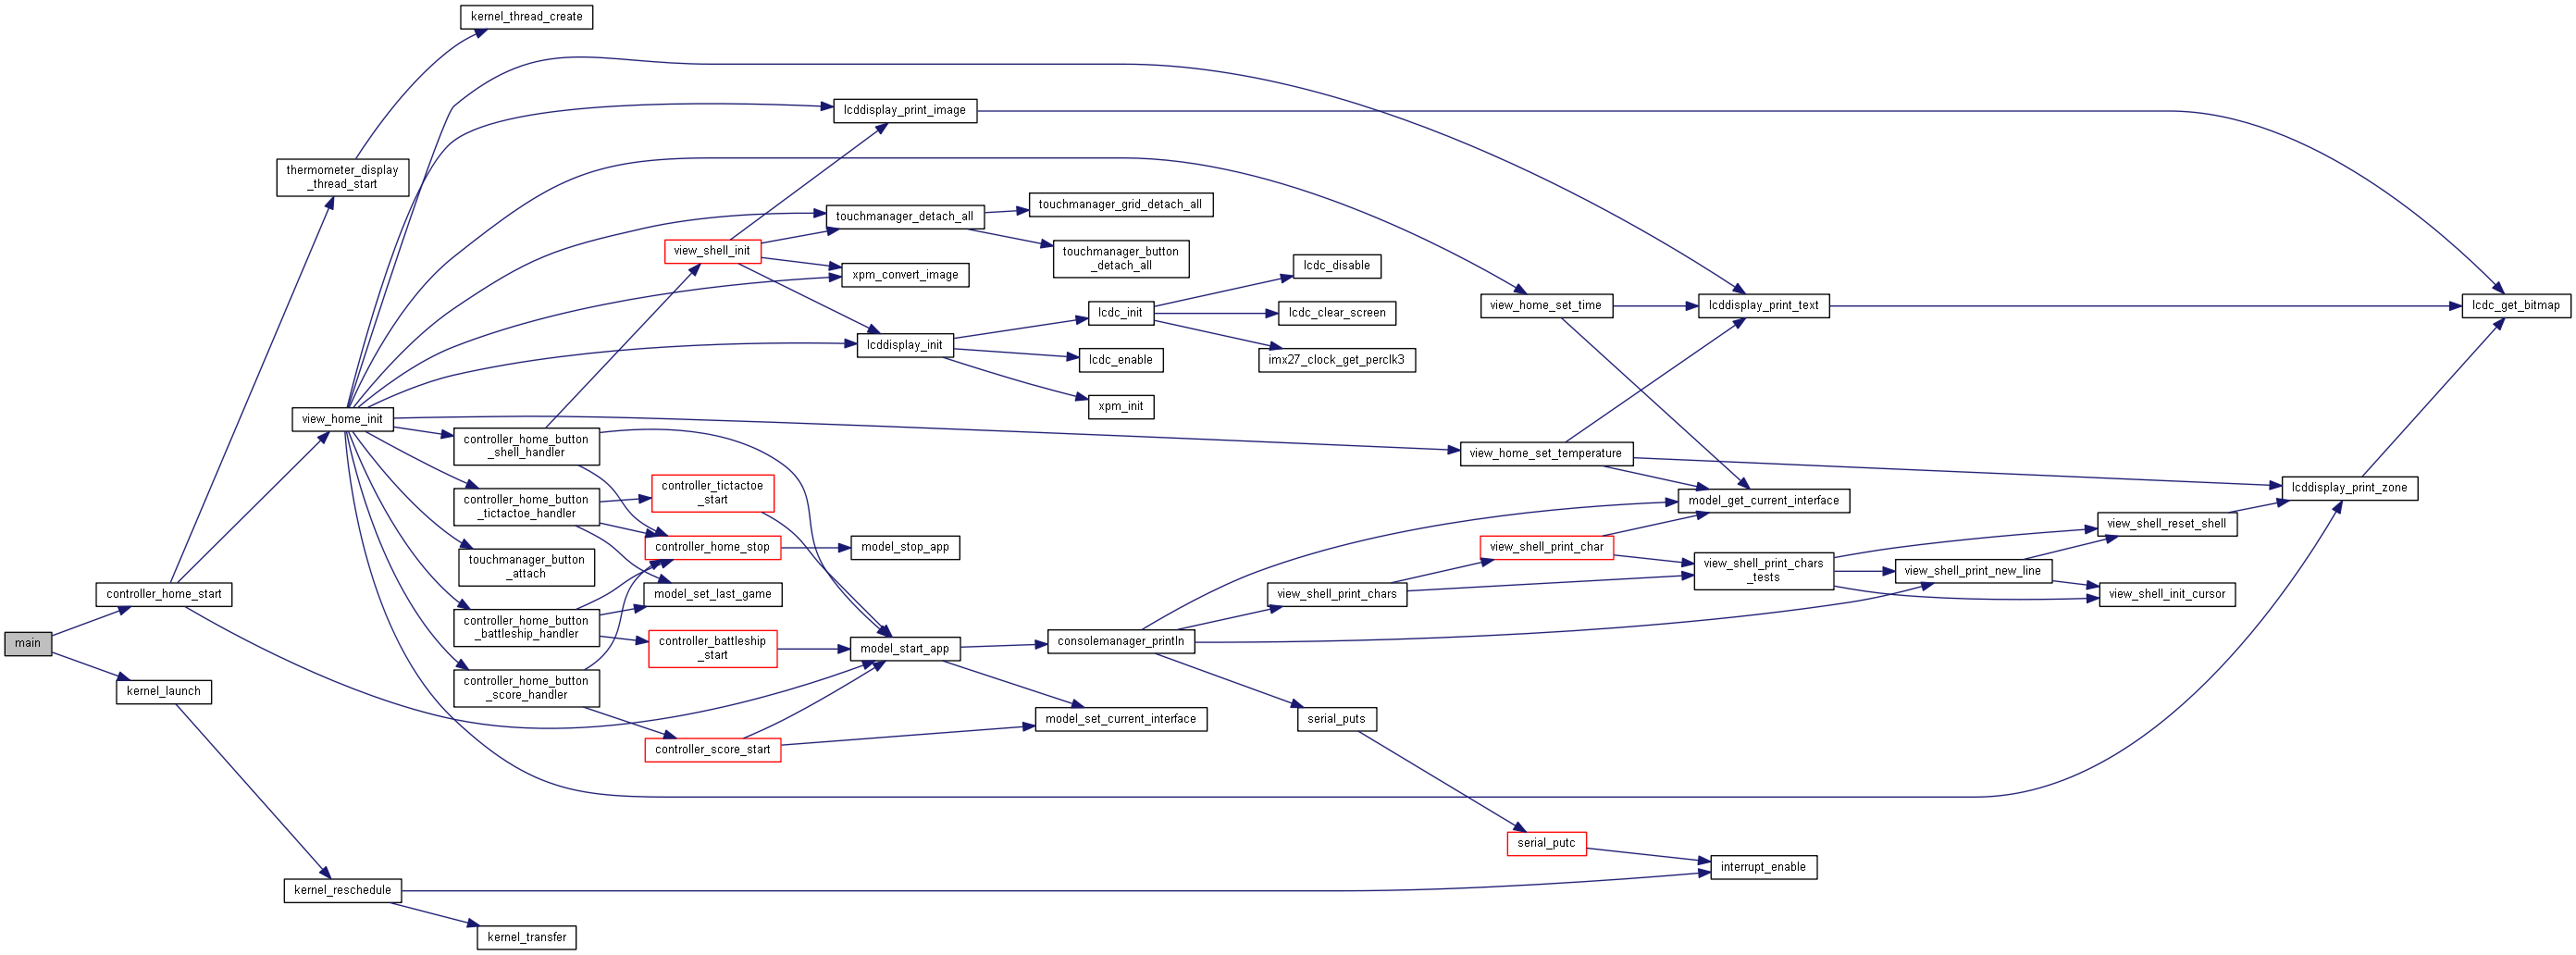 kernel_thread_create
lcddisplay_print_image
thermometer_display
_thread_start
touchmanager_grid_detach_all
touchmanager_detach_all
view_shell_init
touchmanager_button
_detach_all
xpm_convert_image
lcdc_disable
lcdc_init
lcdc_clear_screen
view_home_set_time
lcddisplay_print_text
lcdc_get_bitmap
lcddisplay_init
lcdc_enable
imx27_clock_get_perclk3
xpm_init
view_home_init
controller_home_button
_shell_handler
view_home_set_temperature
controller_tictactoe
_start
controller_home_button
_tictactoe_handler
model_get_current_interface
lcddisplay_print_zone
view_shell_reset_shell
controller_home_stop
model_stop_app
view_shell_print_char
touchmanager_button
_attach
view_shell_print_chars
_tests
view_shell_print_new_line
controller_home_start
model_set_last_game
view_shell_print_chars
view_shell_init_cursor
controller_home_button
_battleship_handler
main
controller_battleship
_start
model_start_app
consolemanager_println
kernel_launch
controller_home_button
_score_handler
model_set_current_interface
serial_puts
controller_score_start
serial_putc
interrupt_enable
kernel_reschedule
kernel_transfer